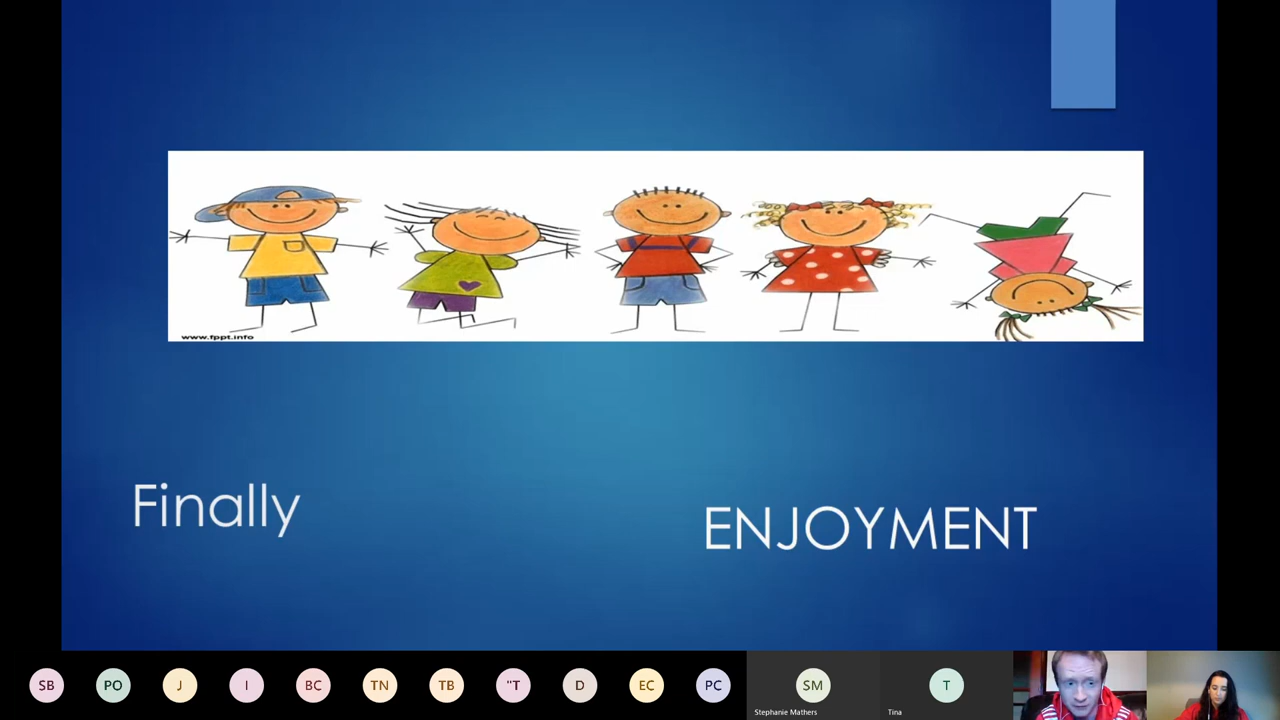 www.fppt.info
Finally
ENJOYMENT
SB
PO
J
I
BC
TN
TB
"T
D
EC
PC
SM
T
Stephanie Mathers
Tina